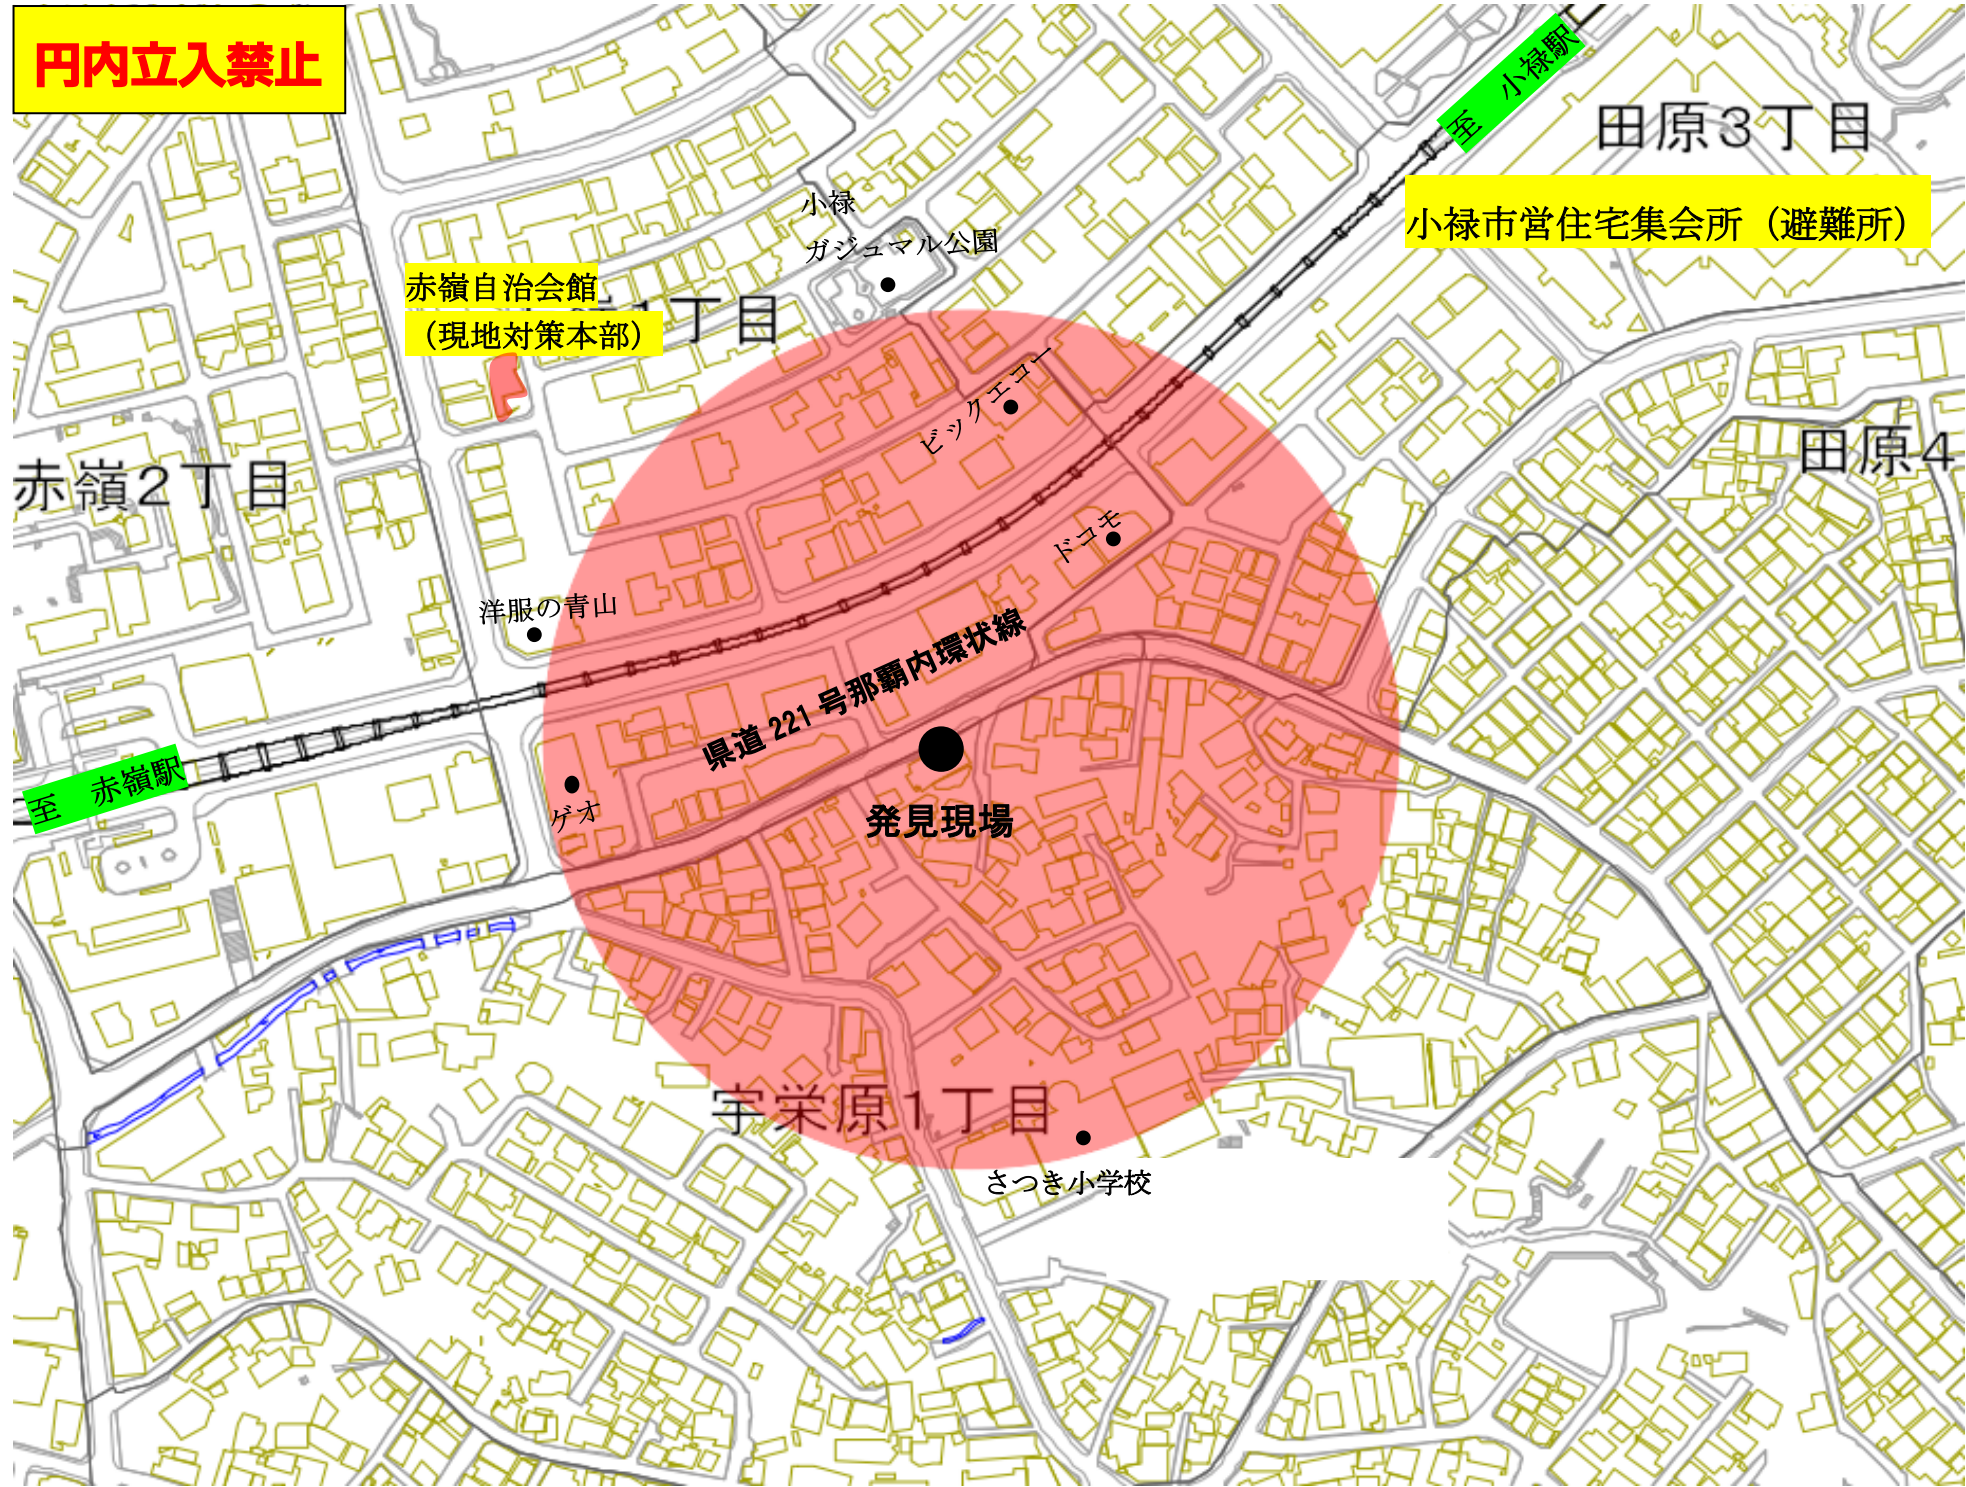 円内立入禁止
至　小禄駅
田原3丁目
小禄市営住宅集会所（避難所）
小禄
ガジュマル公園
赤嶺自治会館
（現地対策本部）
1丁目
ビックエコー
田原4
赤嶺2丁目
ドコモ
洋服の青山
県道221号那覇内環状線
至　赤嶺駅
ゲオ
発見現場
宇栄原1丁目
さつき小学校